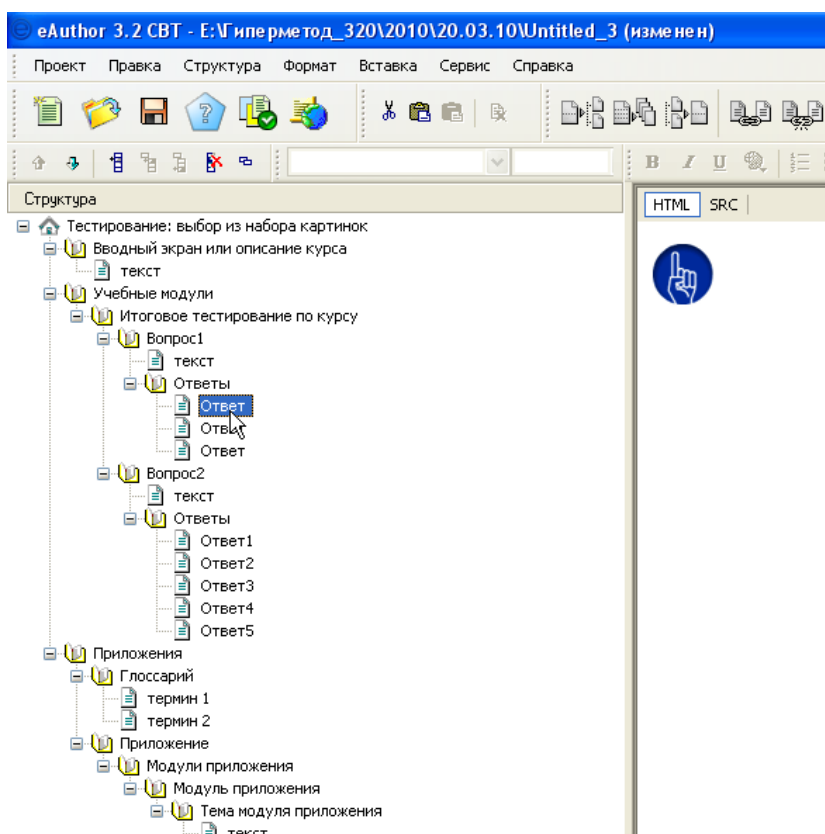 eAuthor 3.2 CBT - E:\Гиперметод_320\2010\20.03.10\Untitled_3 (изменен)
Проект Правка Структура Формат Вставка Сервис Справка
B I U
Структура
HTML SRC
Тестирование: выбор из набора картинок
Вводный экран или описание курса
текст
Учебные модули
Итоговое тестирование по курсу
Вопрос1
текст
Ответы
Ответ
Ответ
Ответ
Вопрос2
текст
Ответы
Ответ1
Ответ2
Ответ3
Ответ4
Ответ5
Приложения
Глоссарий
термин 1
термин 2
Приложение
Модули приложения
Модуль приложения
Тема модуля приложения
текст